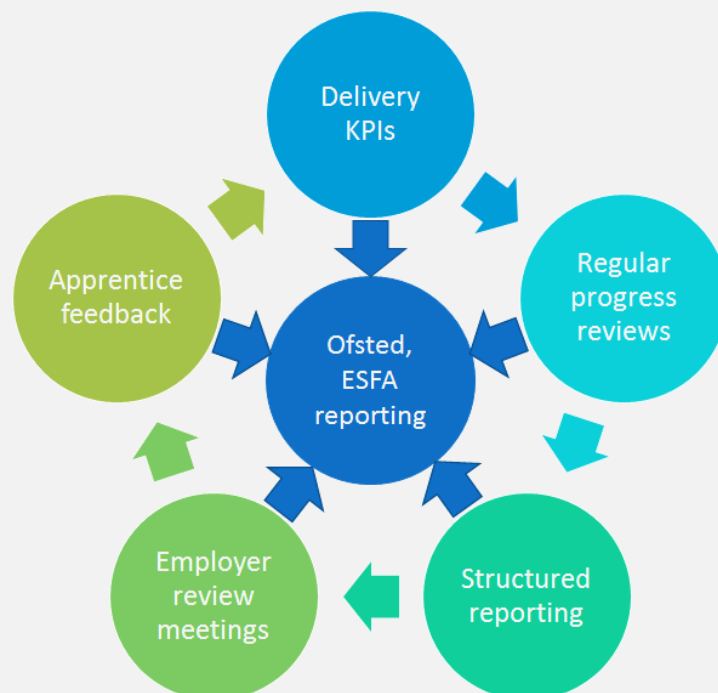 Delivery
KPIs
Regular
progress
reviews
Structured
reporting
Employer
review
meetings
Apprentice
feedback
Ofsted,
ESFA
reporting